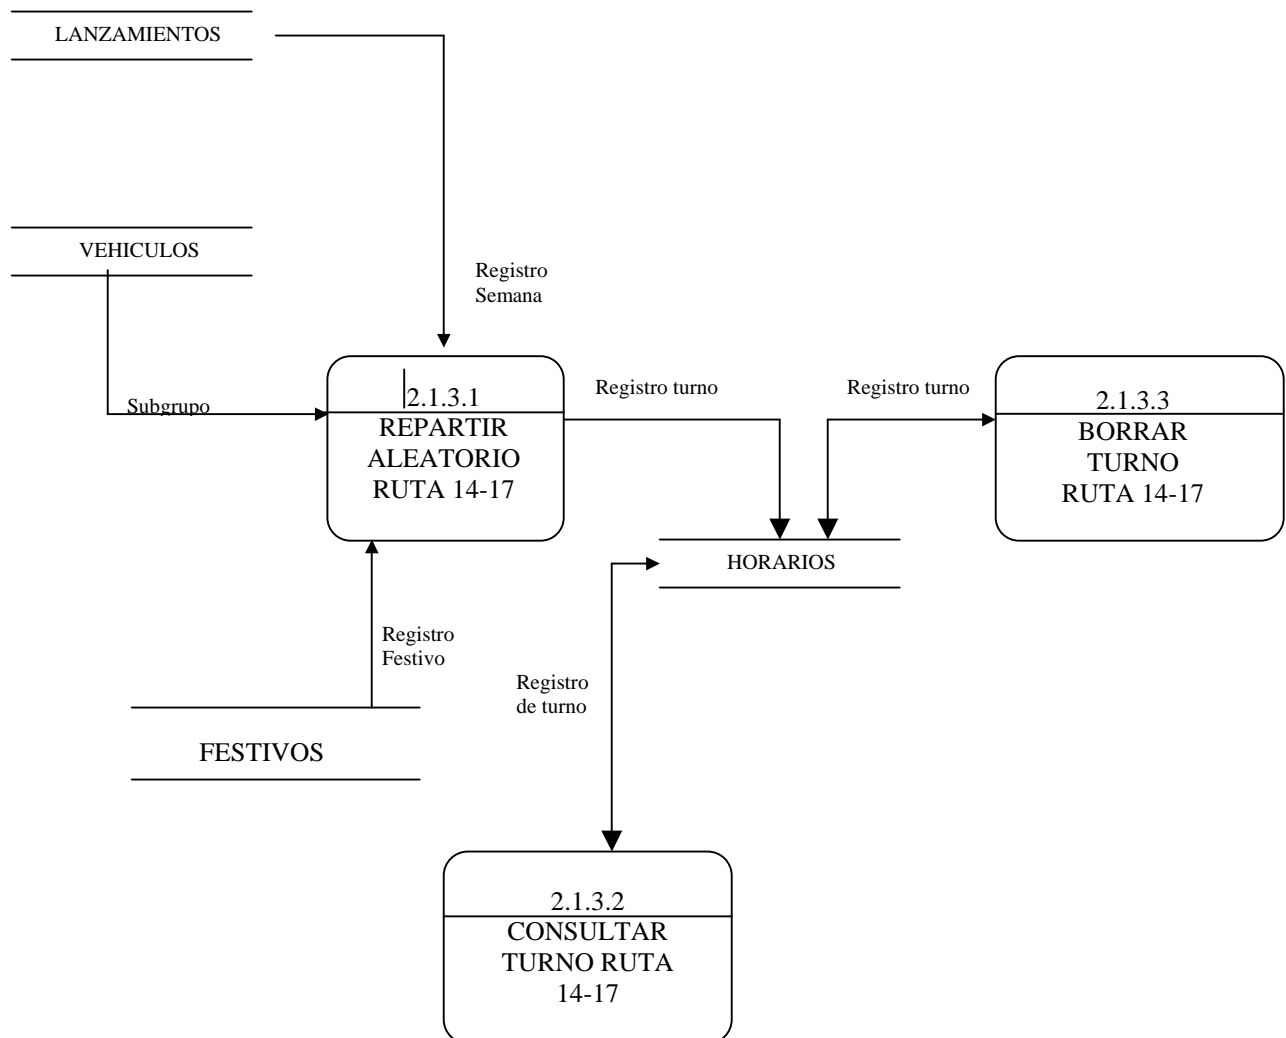 LANZAMIENTOS
VEHICULOS
Registro
Semana
Subgrupo
2.1.3.1
REPARTIR
ALEATORIO
RUTA 14-17
Registro turno
Registro turno
2.1.3.3
BORRAR
TURNO
RUTA 14-17
HORARIOS
Registro
Festivo
Registro
de turno
FESTIVOS
2.1.3.2
CONSULTAR
TURNO RUTA
14-17